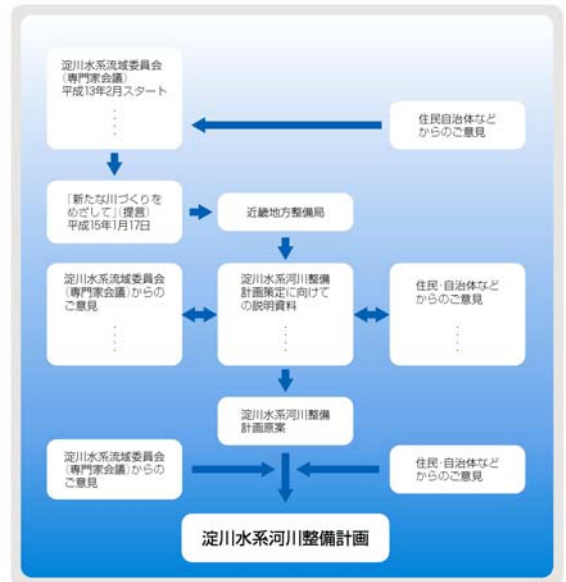 淀川水系流域委員会
(専門家会議)
平成13年2月スタート
住民自治体など
からのご意見
「新たな川づくりを
めざして」(提言)
平成15年1月17日
近畿地方整備局
淀川水系流域委員会
(専門家会議)からの
ご意見
淀川水系河川整備
計画策定に向けて
の説明資料
住民・自治体など
からのご意見
淀川水系河川整備
計画原案
淀川水系流域委員会
(専門家会議)からの
ご意見
住民・自治体など
からのご意見
淀川水系河川整備計画